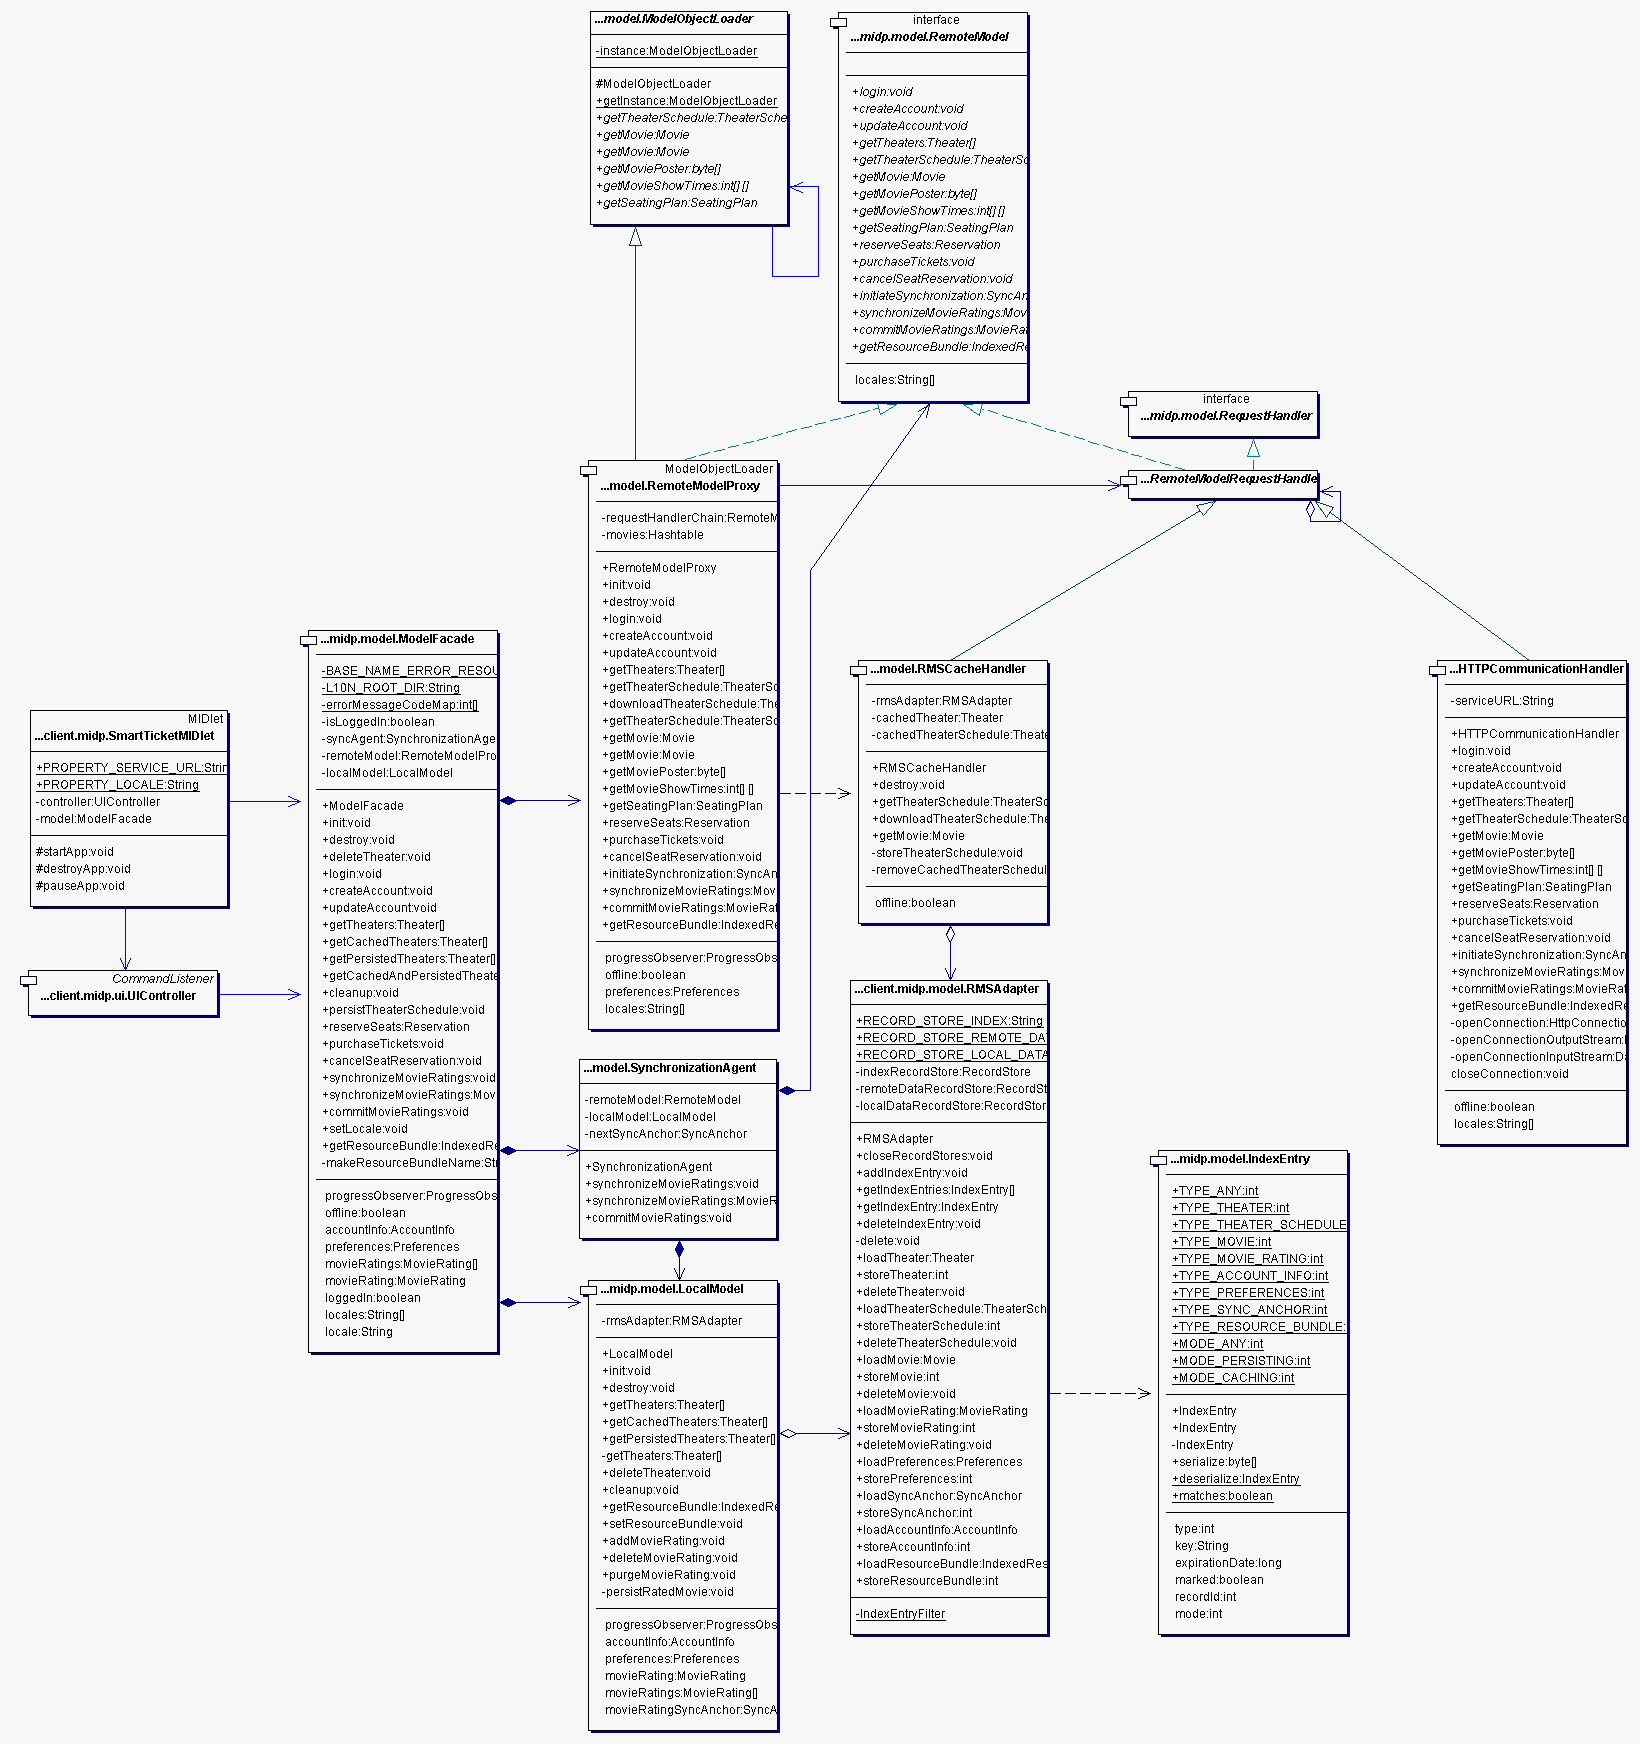 ...model.ModelObjectLoader
-instance:ModelObjectLoader
#ModelObjectLoader
+getInstance:ModelObjectLoader
+getTheaterSchedule:TheaterSche
+getMovie:Movie
+getMovie:Movie
+getMoviePoster:byte[]
+getMovieShowTimes:int[] []
+getSeatingPlan:SeatingPlan
interface
...midp.model.RemoteModel
+login:void
+createAccount:void
+updateAccount:void
+getTheaters:Theater[]
+getTheaterSchedule:TheaterSc
+getMovie:Movie
+getMoviePoster:byte[]
+getMovieShowTimes:int[] []
+getSeatingPlan:SeatingPlan
+reserveSeats:Reservation
+purchaseTickets:void
+cancelSeatReservation:void
+initiateSynchronization:SyncAn
+synchronizeMovieRatings:Mov
+commitMovieRatings:MovieRat
+getResourceBundle:IndexedRe
locales:String[]
interface
...midp.model.RequestHandler
...RemoteModelRequestHandle
ModelObjectLoader
...model.RemoteModelProxy
-requestHandlerChain:RemoteM
-movies:Hashtable
+RemoteModelProxy
+init:void
+destroy:void
+login:void
+createAccount:void
+updateAccount:void
+getTheaters:Theater[]
+getTheaterSchedule:TheaterSc
+downloadTheaterSchedule:The
+getTheaterSchedule:TheaterSc
+getMovie:Movie
+getMovie:Movie
+getMoviePoster:byte[]
+getMovieShowTimes:int[] []
+getSeatingPlan:SeatingPlan
+reserveSeats:Reservation
+purchaseTickets:void
+cancelSeatReservation:void
+initiateSynchronization:SyncAn
+synchronizeMovieRatings:Mov
+commitMovieRatings:MovieRat
+getResourceBundle:IndexedRe
progressObserver:ProgressObs
offline:boolean
preferences:Preferences
locales:String[]
...midp.model.ModelFacade
-BASE_NAME_ERROR_RESOU
-L10N_ROOT_DIR:String
-errorMessageCodeMap:int[]
-isLoggedIn:boolean
-syncAgent:SynchronizationAge
-remoteModel:RemoteModelPro
-localModel:LocalModel
+ModelFacade
+init:void
+destroy:void
+deleteTheater:void
+login:void
+createAccount:void
+updateAccount:void
+getTheaters:Theater[]
+getCachedTheaters:Theater[]
+getPersistedTheaters:Theater[]
+getCachedAndPersistedTheate
+cleanup:void
+persistTheaterSchedule:void
+reserveSeats:Reservation
+purchaseTickets:void
+cancelSeatReservation:void
+synchronizeMovieRatings:void
+synchronizeMovieRatings:Mov
+commitMovieRatings:void
+setLocale:void
+getResourceBundle:IndexedRe
-makeResourceBundleName:Str
progressObserver:ProgressObs
offline:boolean
accountInfo:AccountInfo
preferences:Preferences
movieRatings:MovieRating[]
movieRating:MovieRating
loggedIn:boolean
locales:String[]
locale:String
MIDlet
...client.midp.SmartTicketMIDlet
+PROPERTY_SERVICE_URL:Strin
+PROPERTY_LOCALE:String
-controller:UIController
-model:ModelFacade
#startApp:void
#destroyApp:void
#pauseApp:void
CommandListener
...client.midp.ui.UIController
...model.RMSCacheHandler
-rmsAdapter:RMSAdapter
-cachedTheater:Theater
-cachedTheaterSchedule:Theate
+RMSCacheHandler
+destroy:void
+getTheaterSchedule:TheaterSc
+downloadTheaterSchedule:The
+getMovie:Movie
-storeTheaterSchedule:void
-removeCachedTheaterSchedul
offline:boolean
...HTTPCommunicationHandler
-serviceURL:String
+HTTPCommunicationHandler
+login:void
+createAccount:void
+updateAccount:void
+getTheaters:Theater[]
+getTheaterSchedule:TheaterSc
+getMovie:Movie
+getMoviePoster:byte[]
+getMovieShowTimes:int[] []
+getSeatingPlan:SeatingPlan
+reserveSeats:Reservation
+purchaseTickets:void
+cancelSeatReservation:void
+initiateSynchronization:SyncAn
+synchronizeMovieRatings:Mov
+commitMovieRatings:MovieRat
+getResourceBundle:IndexedRe
-openConnection:HttpConnectio
-openConnectionOutputStream:
-openConnectionInputStream:Da
closeConnection:void
offline:boolean
locales:String[]
...client.midp.model.RMSAdapter
+RECORD_STORE_INDEX:String
+RECORD_STORE_REMOTE_DA
+RECORD_STORE_LOCAL_DATA
-indexRecordStore:RecordStore
-remoteDataRecordStore:RecordSt
-localDataRecordStore:RecordStor
+RMSAdapter
+closeRecordStores:void
+addIndexEntry:void
+getIndexEntries:IndexEntry[]
+getIndexEntry:IndexEntry
+deleteIndexEntry:void
-delete:void
+loadTheater:Theater
+storeTheater:int
+deleteTheater:void
+loadTheaterSchedule:TheaterSch
+storeTheaterSchedule:int
+deleteTheaterSchedule:void
+loadMovie:Movie
+storeMovie:int
+deleteMovie:void
+loadMovieRating:MovieRating
+storeMovieRating:int
+deleteMovieRating:void
+loadPreferences:Preferences
+storePreferences:int
+loadSyncAnchor:SyncAnchor
+storeSyncAnchor:int
+loadAccountInfo:AccountInfo
+storeAccountInfo:int
+loadResourceBundle:IndexedRes
+storeResourceBundle:int
-IndexEntryFilter
...model.SynchronizationAgent
-remoteModel:RemoteModel
-localModel:LocalModel
-nextSyncAnchor:SyncAnchor
+SynchronizationAgent
+synchronizeMovieRatings:void
+synchronizeMovieRatings:MovieR
+commitMovieRatings:void
...midp.model.LocalModel
-rmsAdapter:RMSAdapter
+LocalModel
+init:void
+destroy:void
+getTheaters:Theater[]
+getCachedTheaters:Theater[]
+getPersistedTheaters:Theater[]
-getTheaters:Theater[]
+deleteTheater:void
+cleanup:void
+getResourceBundle:IndexedRe
+setResourceBundle:void
+addMovieRating:void
+deleteMovieRating:void
+purgeMovieRating:void
-persistRatedMovie:void
progressObserver:ProgressObs
accountInfo:AccountInfo
preferences:Preferences
movieRating:MovieRating
movieRatings:MovieRating[]
movieRatingSyncAnchor:SyncA
...midp.model.IndexEntry
+TYPE_ANY:int
+TYPE_THEATER:int
+TYPE_THEATER_SCHEDULE
+TYPE_MOVIE:int
+TYPE_MOVIE_RATING:int
+TYPE_ACCOUNT_INFO:int
+TYPE_PREFERENCES:int
+TYPE_SYNC_ANCHOR:int
+TYPE_RESOURCE_BUNDLE:
+MODE_ANY:int
+MODE_PERSISTING:int
+MODE_CACHING:int
+IndexEntry
+IndexEntry
-IndexEntry
+serialize:byte[]
+deserialize:IndexEntry
+matches:boolean
type:int
key:String
expirationDate:long
marked:boolean
recordId:int
mode:int